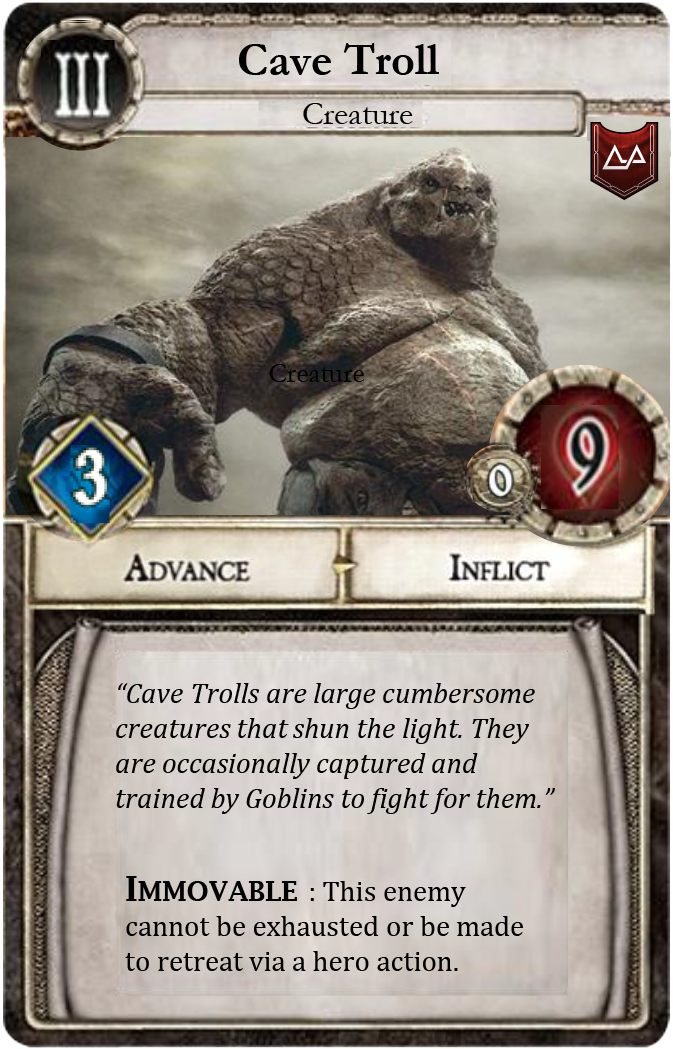 III
Cave Troll
Creature
Creature
3
0
9
ADVANCE
INFLICT
“Cave Trolls are large cumbersome
creatures that shun the light. They
are occasionally captured and
trained by Goblins to fight for them.”
IMMOVABLE : This enemy
cannot be exhausted or be made
to retreat via a hero action.